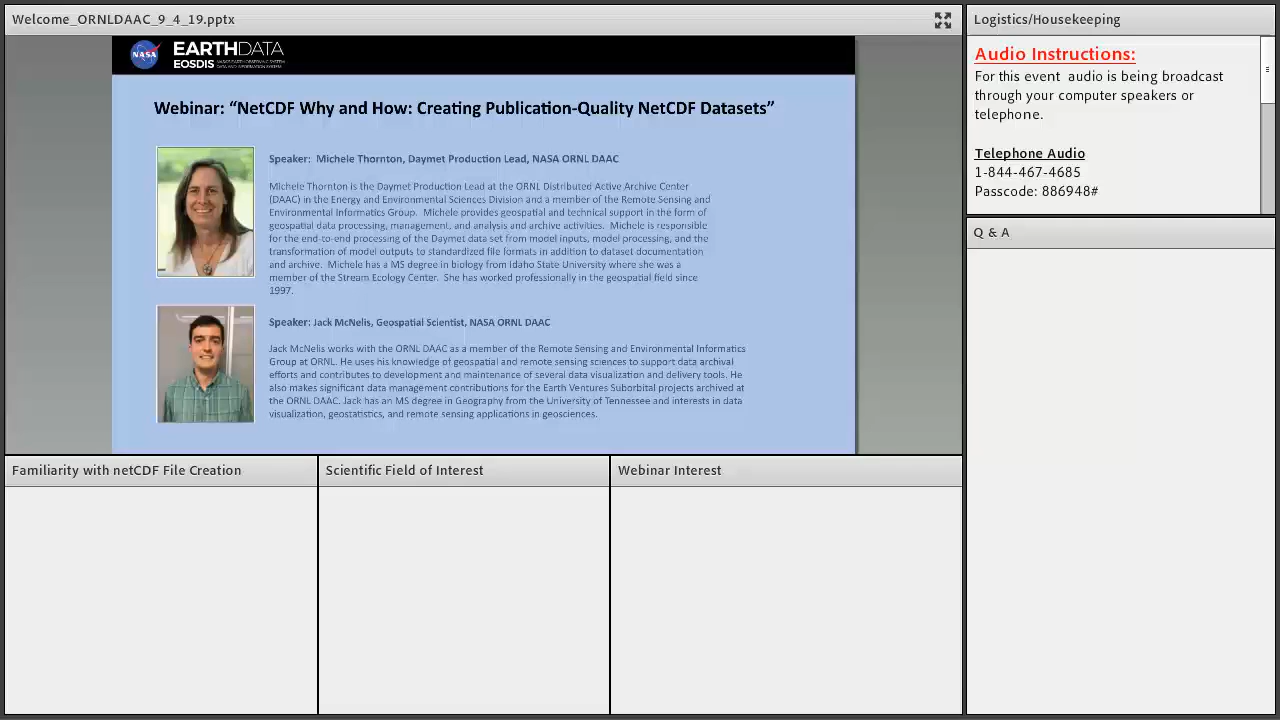 Welcome_ORNLDAAC_9_4_19.pptx
NASA
EARTHDATA
EOSDIS
NASA'S EARTH OBSERVING SYSTEM
DATA AND INFORMATION SYSTEM
Webinar: “NetCDF Why and How: Creating Publication-Quality NetCDF Datasets”
Speaker: Michele Thornton, Daymet Production Lead, NASA ORNL DAAC
Michele Thornton is the Daymet Production Lead at the ORNL Distributed Active Archive Center
(DAAC) in the Energy and Environmental Sciences Division and a member of the Remote Sensing and
Environmental Informatics Group. Michele provides geospatial and technical support in the form of
geospatial data processing, management, and analysis and archive activities. Michele is responsible
for the end-to-end processing of the Daymet data set from model inputs, model processing, and the
transformation of model outputs to standardized file formats in addition to dataset documentation
and archive. Michele has a MS degree in biology from Idaho State University where she was a
member of the Stream Ecology Center. She has worked professionally in the geospatial field since
1997.
Speaker: Jack McNelis, Geospatial Scientist, NASA ORNL DAAC
Jack McNelis works with the ORNL DAAC as a member of the Remote Sensing and Environmental Informatics
Group at ORNL. He uses his knowledge of geospatial and remote sensing sciences to support data archival
efforts and contributes to development and maintenance of several data visualization and delivery tools. He
also makes significant data management contributions for the Earth Ventures Suborbital projects archived at
the ORNL DAAC. Jack has an MS degree in Geography from the University of Tennessee and interests in data
visualization, geostatistics, and remote sensing applications in geosciences.
Familiarity with netCDF File Creation
Scientific Field of Interest
Webinar Interest
Logistics/Housekeeping
Audio Instructions:
For this event audio is being broadcast
through your computer speakers or
telephone.
Telephone Audio
1-844-467-4685
Passcode: 886948#
Q & A